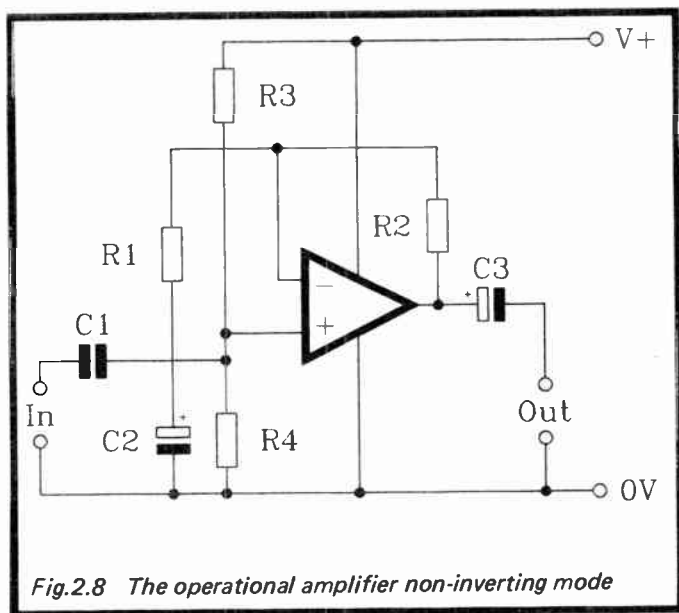 V+
R3
R1
R2
C3
+
−
+
C1
In
C2
+
R4
Out
0V
Fig.2.8 The operational amplifier non-inverting mode